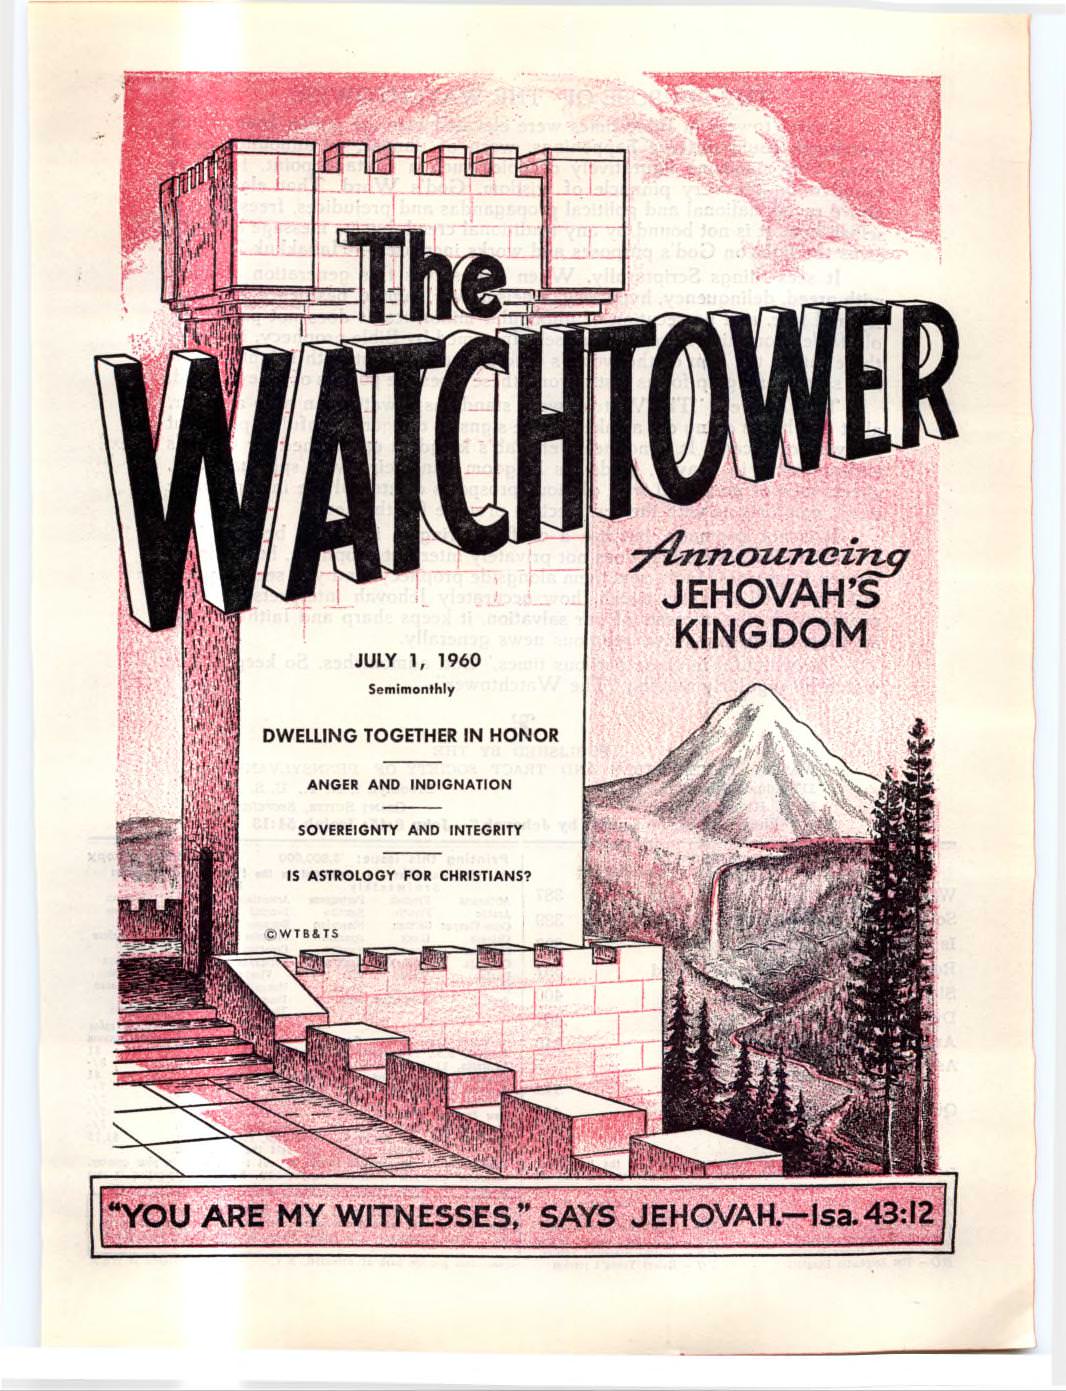 The
WATCHTOWER
Announcing
JEHOVAH'S
KINGDOM
JULY 1, 1960
Semimonthly
DWELLING TOGETHER IN HONOR
ANGER AND INDIGNATION
SOVEREIGNTY AND INTEGRITY
IS ASTROLOGY FOR CHRISTIANS?
©WTB&TS
"YOU ARE MY WITNESSES," SAYS JEHOVAH.—Isa. 43:12